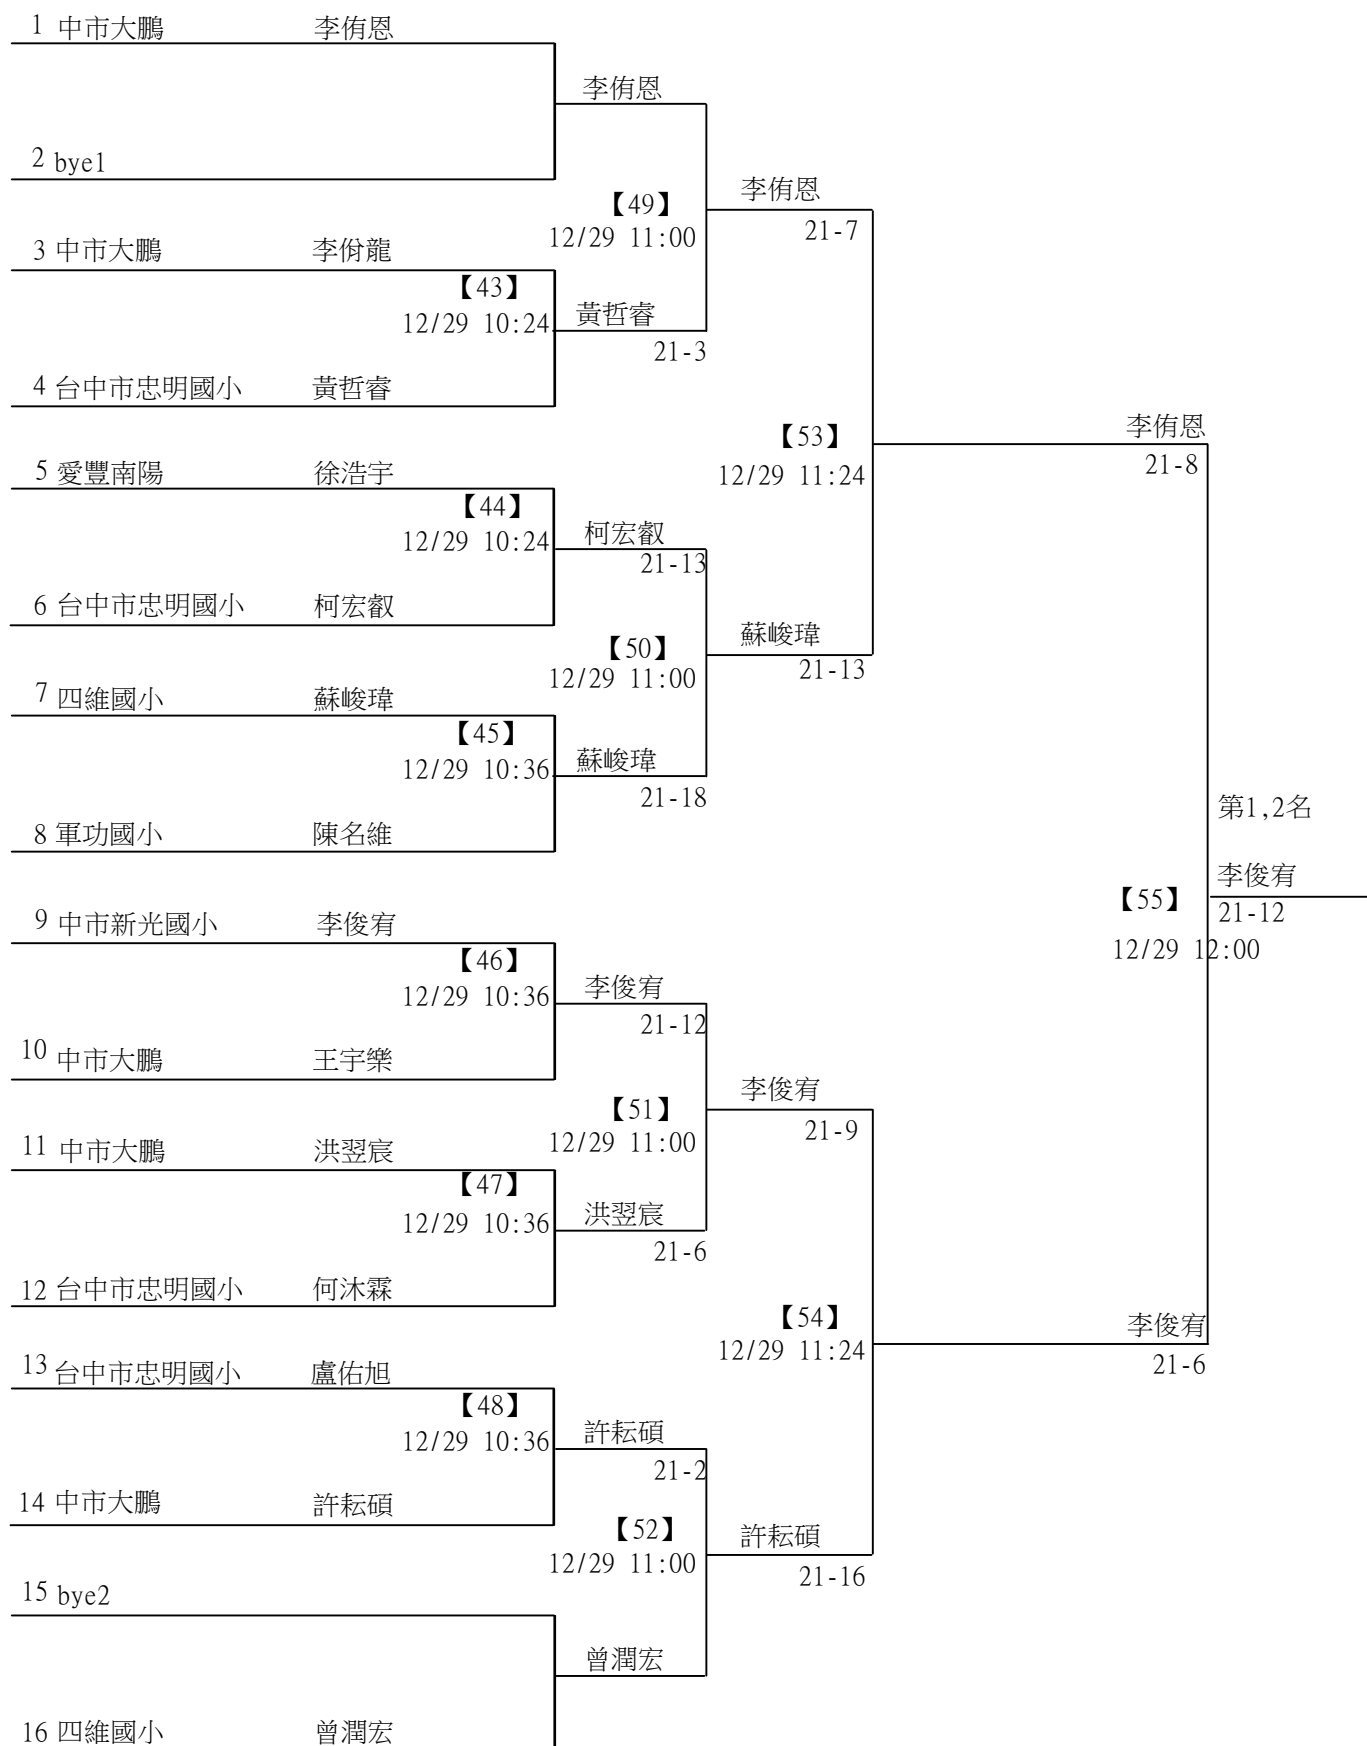 1 中市大鵬 李侑恩
李侑恩
2 bye1
【49】 李侑恩
12/29 11:00 21-7
3 中市大鵬 李佾龍
【43】
12/29 10:24 黃哲睿
21-3
4 台中市忠明國小 黃哲睿
【53】 李侑恩
12/29 11:24 21-8
5 愛豐南陽 徐浩宇
【44】
12/29 10:24 柯宏叡
21-13
6 台中市忠明國小 柯宏叡
【50】 蘇峻瑋
12/29 11:00 21-13
7 四維國小 蘇峻瑋
【45】
12/29 10:36 蘇峻瑋
21-18
第1,2名
8 軍功國小 陳名維
李俊宥
【55】 21-12
12/29 12:00
9 中市新光國小 李俊宥
【46】
12/29 10:36 李俊宥
21-12
10 中市大鵬 王宇樂
【51】 李俊宥
12/29 11:00 21-9
11 中市大鵬 洪翌宸
【47】
12/29 10:36 洪翌宸
21-6
12 台中市忠明國小 何沐霖
【54】 李俊宥
12/29 11:24 21-6
13 台中市忠明國小 盧佑旭
【48】
12/29 10:36 許耘碩
21-2
14 中市大鵬 許耘碩
【52】 許耘碩
12/29 11:00 21-16
15 bye2
曾潤宏
16 四維國小 曾潤宏